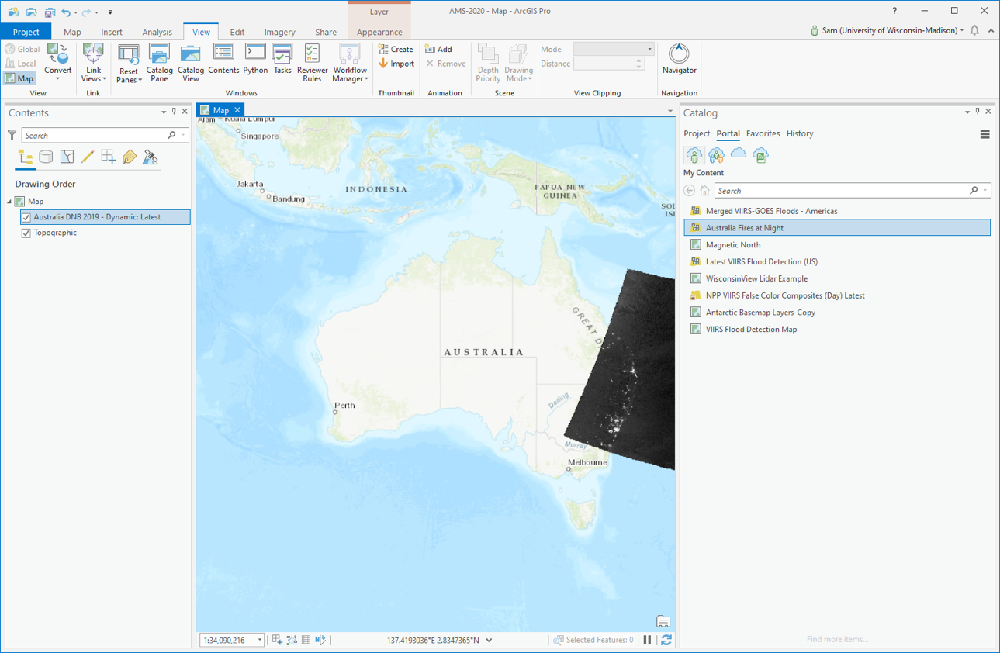 Layer
AMS-2020 - Map - ArcGIS Pro
?
Project
Map
Insert
Analysis
View
Edit
Imagery
Share
Appearance
Sam (University of Wisconsin-Madison)
Global
Local
Map
Convert
View
Link Views
Link
Reset Panes
Catalog Pane
Catalog View
Contents
Python
Tasks
Reviewer Rules
Workflow Manager
Windows
Create
Import
Thumbnail
Add
Remove
Animation
Depth Priority
Drawing Mode
Scene
Mode
Distance
View Clipping
Navigator
Navigation
Contents
Search
Drawing Order
Map
Australia DNB 2019 - Dynamic: Latest
Topographic
Map
Kuala Lumpur
Singapore
Jakarta
Bandung
INDONESIA
PAPUA NEW
GUINEA
SOL
ISL
GREAT D
AUSTRALIA
Perth
Darling
Murray
Melbourne
1:34,090,216
137.4193036°E 2.8347365°N
Selected Features: 0
Catalog
Project
Portal
Favorites
History
My Content
Search
Merged VIIRS-GOES Floods - Americas
Australia Fires at Night
Magnetic North
Latest VIIRS Flood Detection (US)
WisconsinView Lidar Example
NPP VIIRS False Color Composites (Day) Latest
Antarctic Basemap Layers-Copy
VIIRS Flood Detection Map
Find more items...